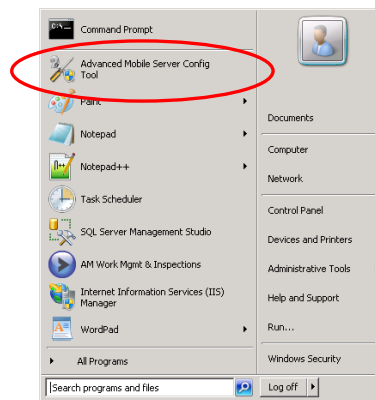 Command Prompt
Advanced Mobile Server Config
Tool
Paint
Notepad
Notepad++
Task Scheduler
SQL Server Management Studio
AM Work Mgmt & Inspections
Internet Information Services (IIS)
Manager
WordPad
All Programs
Search programs and files
Documents
Computer
Network
Control Panel
Devices and Printers
Administrative Tools
Help and Support
Run...
Windows Security
Log off